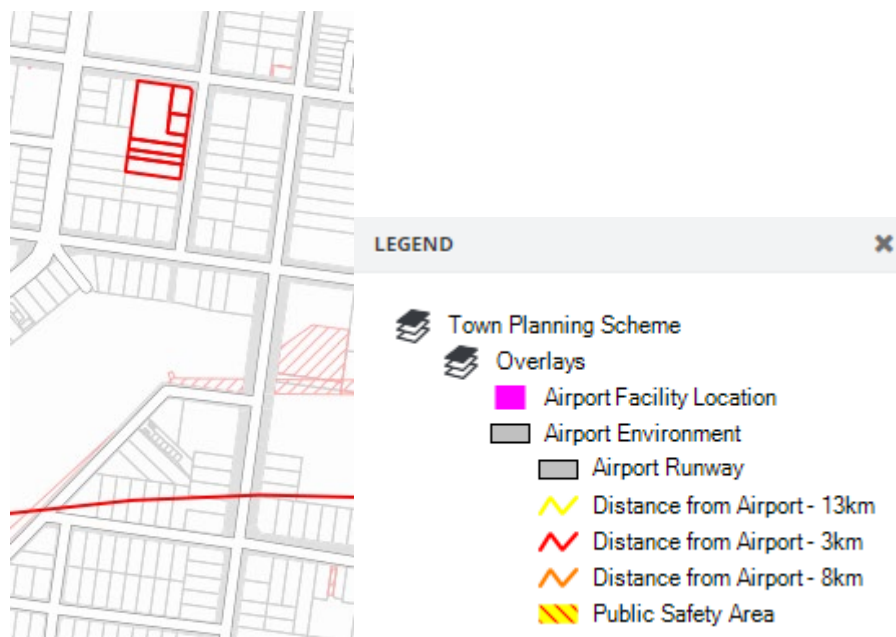 LEGEND
Town Planning Scheme
Overlays
Airport Facility Location
Airport Environment
Airport Runway
Distance from Airport - 13km
Distance from Airport - 3km
Distance from Airport - 8km
Public Safety Area